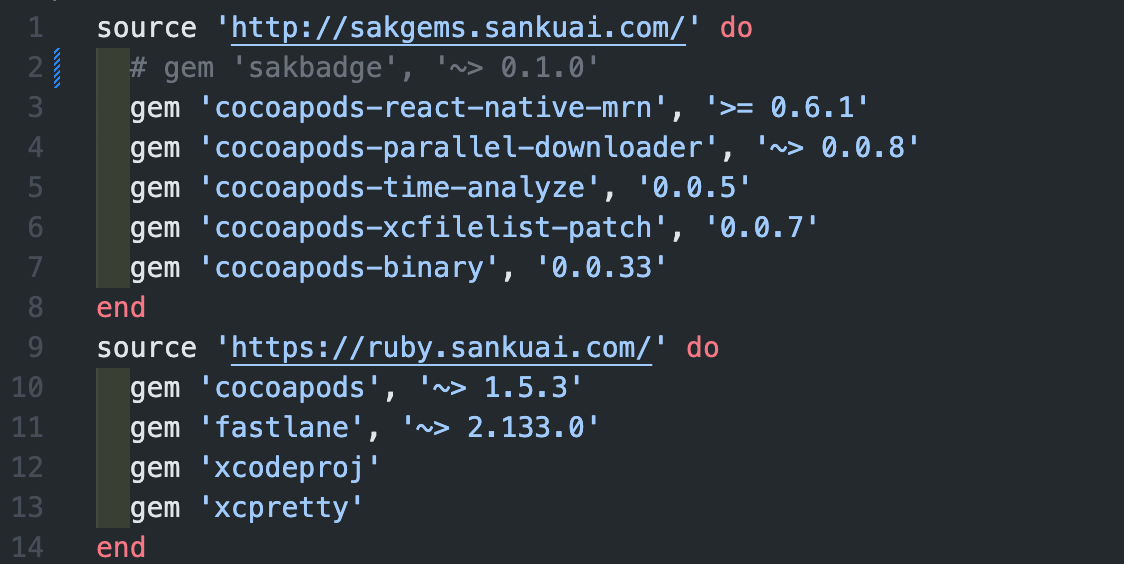 1 source 'http://sakgems.sankuai.com/' do
2 # gem 'sakbadge', '~> 0.1.0'
3 gem 'cocoapods-react-native-mrn', '>= 0.6.1'
4 gem 'cocoapods-parallel-downloader', '~> 0.0.8'
5 gem 'cocoapods-time-analyze', '0.0.5'
6 gem 'cocoapods-xcfilelist-patch', '0.0.7'
7 gem 'cocoapods-binary', '0.0.33'
8 end
9 source 'https://ruby.sankuai.com/' do
10 gem 'cocoapods', '~> 1.5.3'
11 gem 'fastlane', '~> 2.133.0'
12 gem 'xcodeproj'
13 gem 'xcpretty'
14 end